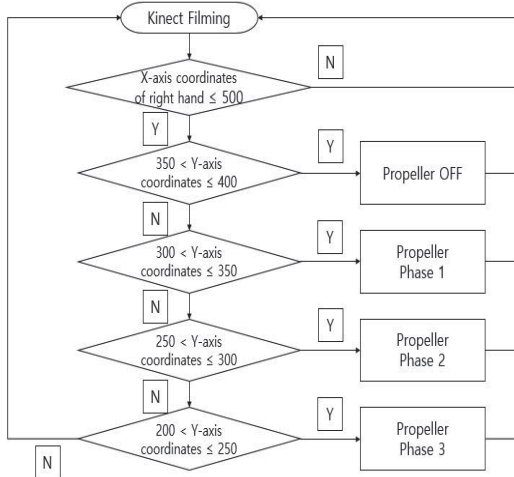 Kinect Filming
N
X-axis coordinates
of right hand ≤ 500
Y
350 < Y-axis
coordinates ≤ 400
Y
Propeller OFF
N
300 < Y-axis
coordinates ≤ 350
Y
Propeller
Phase 1
N
250 < Y-axis
coordinates ≤ 300
Y
Propeller
Phase 2
N
200 < Y-axis
coordinates ≤ 250
Y
Propeller
Phase 3
N